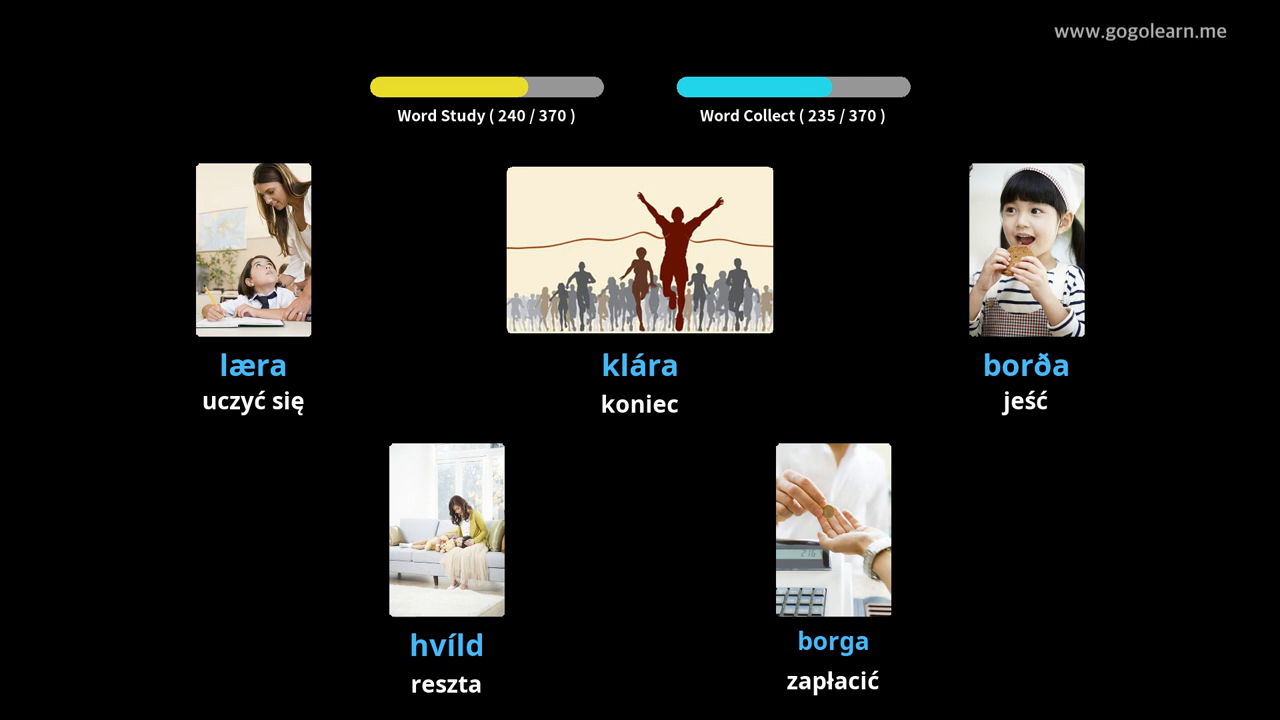 www.gogolearn.me
Word Study ( 240 / 370 )
Word Collect ( 235 / 370 )
læra
uczyć się
klára
koniec
borða
jeść
hvíld
reszta
borga
zapłacić